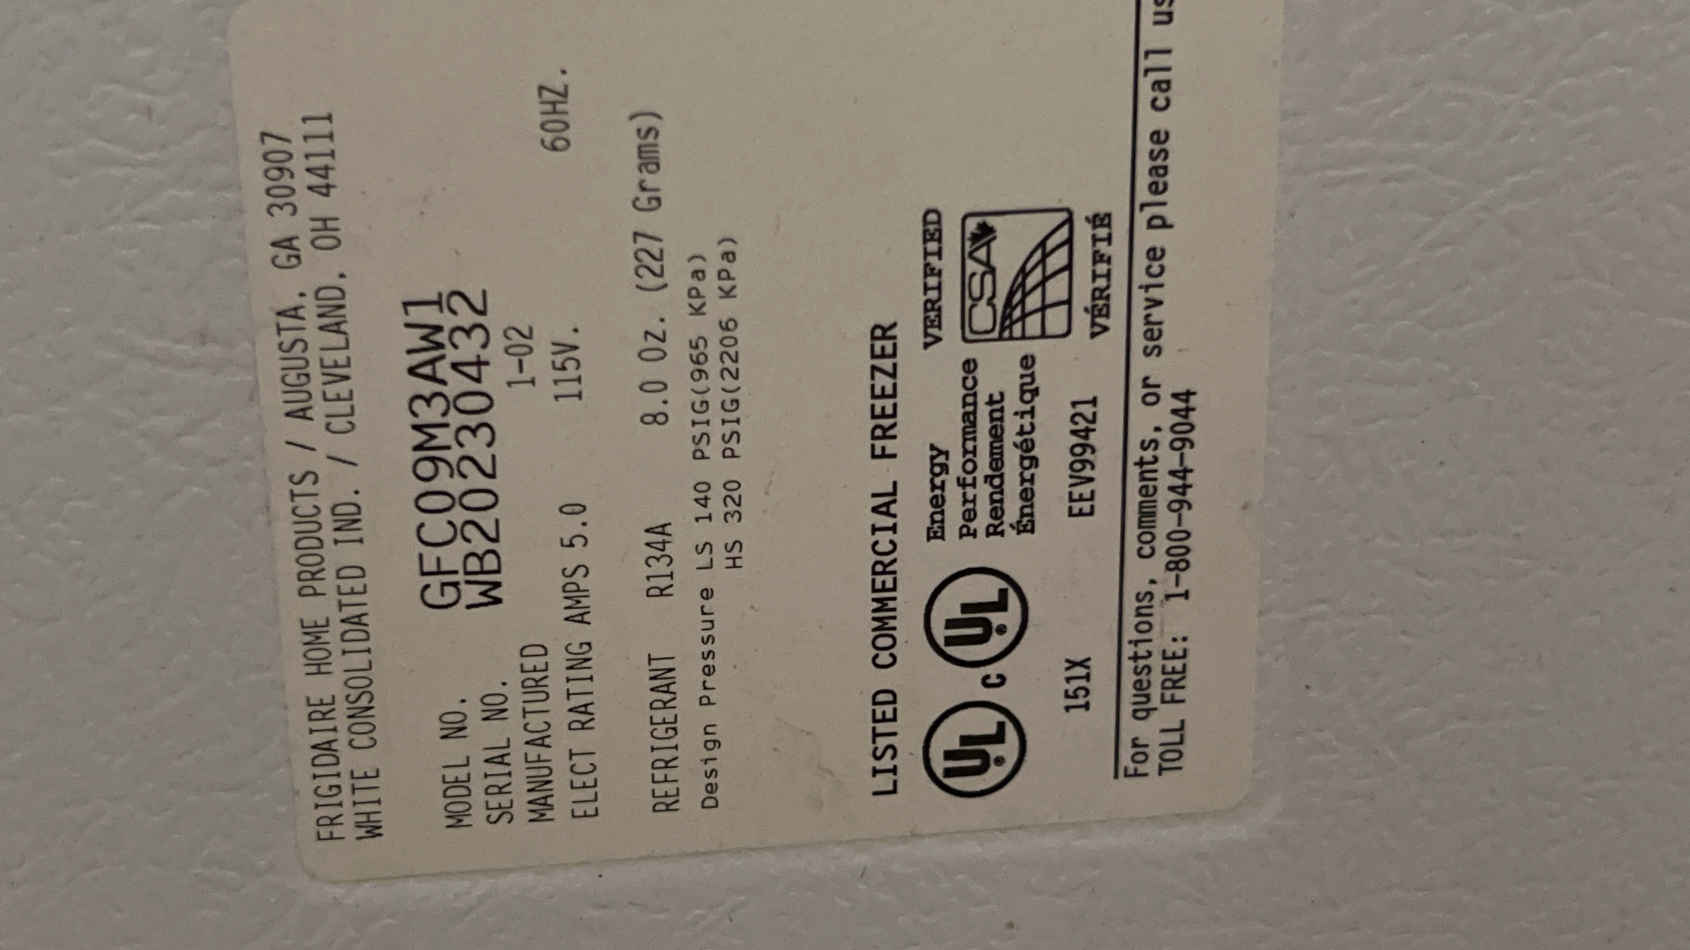 FRIGIDAIRE HOME PRODUCTS / AUGUSTA, GA 30907
WHITE CONSOLIDATED IND. / CLEVELAND, OH 44111
MODEL NO. GFC09M3AW1
SERIAL NO. WB20230432
MANUFACTURED 1-02
ELECT RATING AMPS 5.0 115V. 60HZ.
REFRIGERANT R134A 8.0 Oz. (227 Grams)
Design Pressure LS 140 PSIG(965 KPa)
HS 320 PSIG(2206 KPa)
LISTED COMMERCIAL FREEZER
UL c UL
Energy VERIFIED
Performance
Rendement
Énergétique
CSA
151X EEV99421 VÉRIFIÉ
For questions, comments, or service please call us
TOLL FREE: 1-800-944-9044